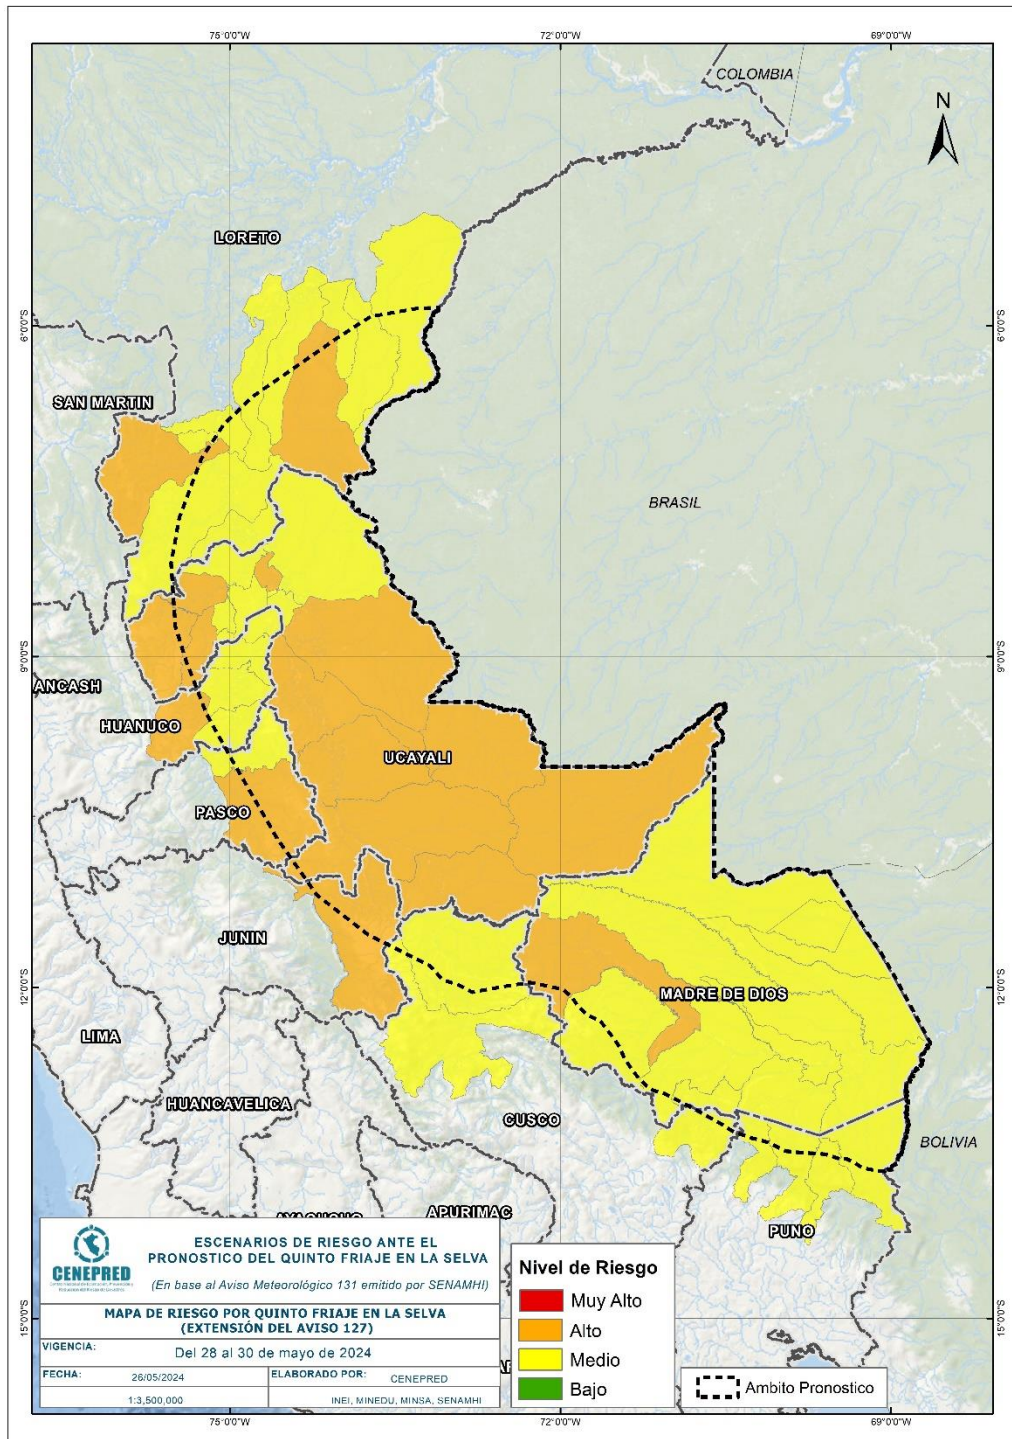 75°0'0"W 72°0'0"W 69°0'0"W
COLOMBIA
N
LORETO
6°0'0"S 6°0'0"S
SAN MARTIN
BRASIL
9°0'0"S 9°0'0"S
ANCASH
HUANUCO
UCAYALI
PASCO
JUNIN
12°0'0"S 12°0'0"S
MADRE DE DIOS
LIMA
HUANCAVELICA
CUSCO
BOLIVIA
APURIMAC
PUNO
CENEPRED
ESCENARIOS DE RIESGO ANTE EL
PRONOSTICO DEL QUINTO FRIAJE EN LA SELVA
(En base al Aviso Meteorológico 131 emitido por SENAMHI)
MAPA DE RIESGO POR QUINTO FRIAJE EN LA SELVA
(EXTENSIÓN DEL AVISO 127)
VIGENCIA: Del 28 al 30 de mayo de 2024
FECHA: 26/05/2024 ELABORADO POR: CENEPRED
1:3,500,000 INEI, MINEDU, MINSA, SENAMHI
Nivel de Riesgo
Muy Alto
Alto
Medio
Bajo
Ambito Pronostico
15°0'0"S 15°0'0"S
75°0'0"W 72°0'0"W 69°0'0"W